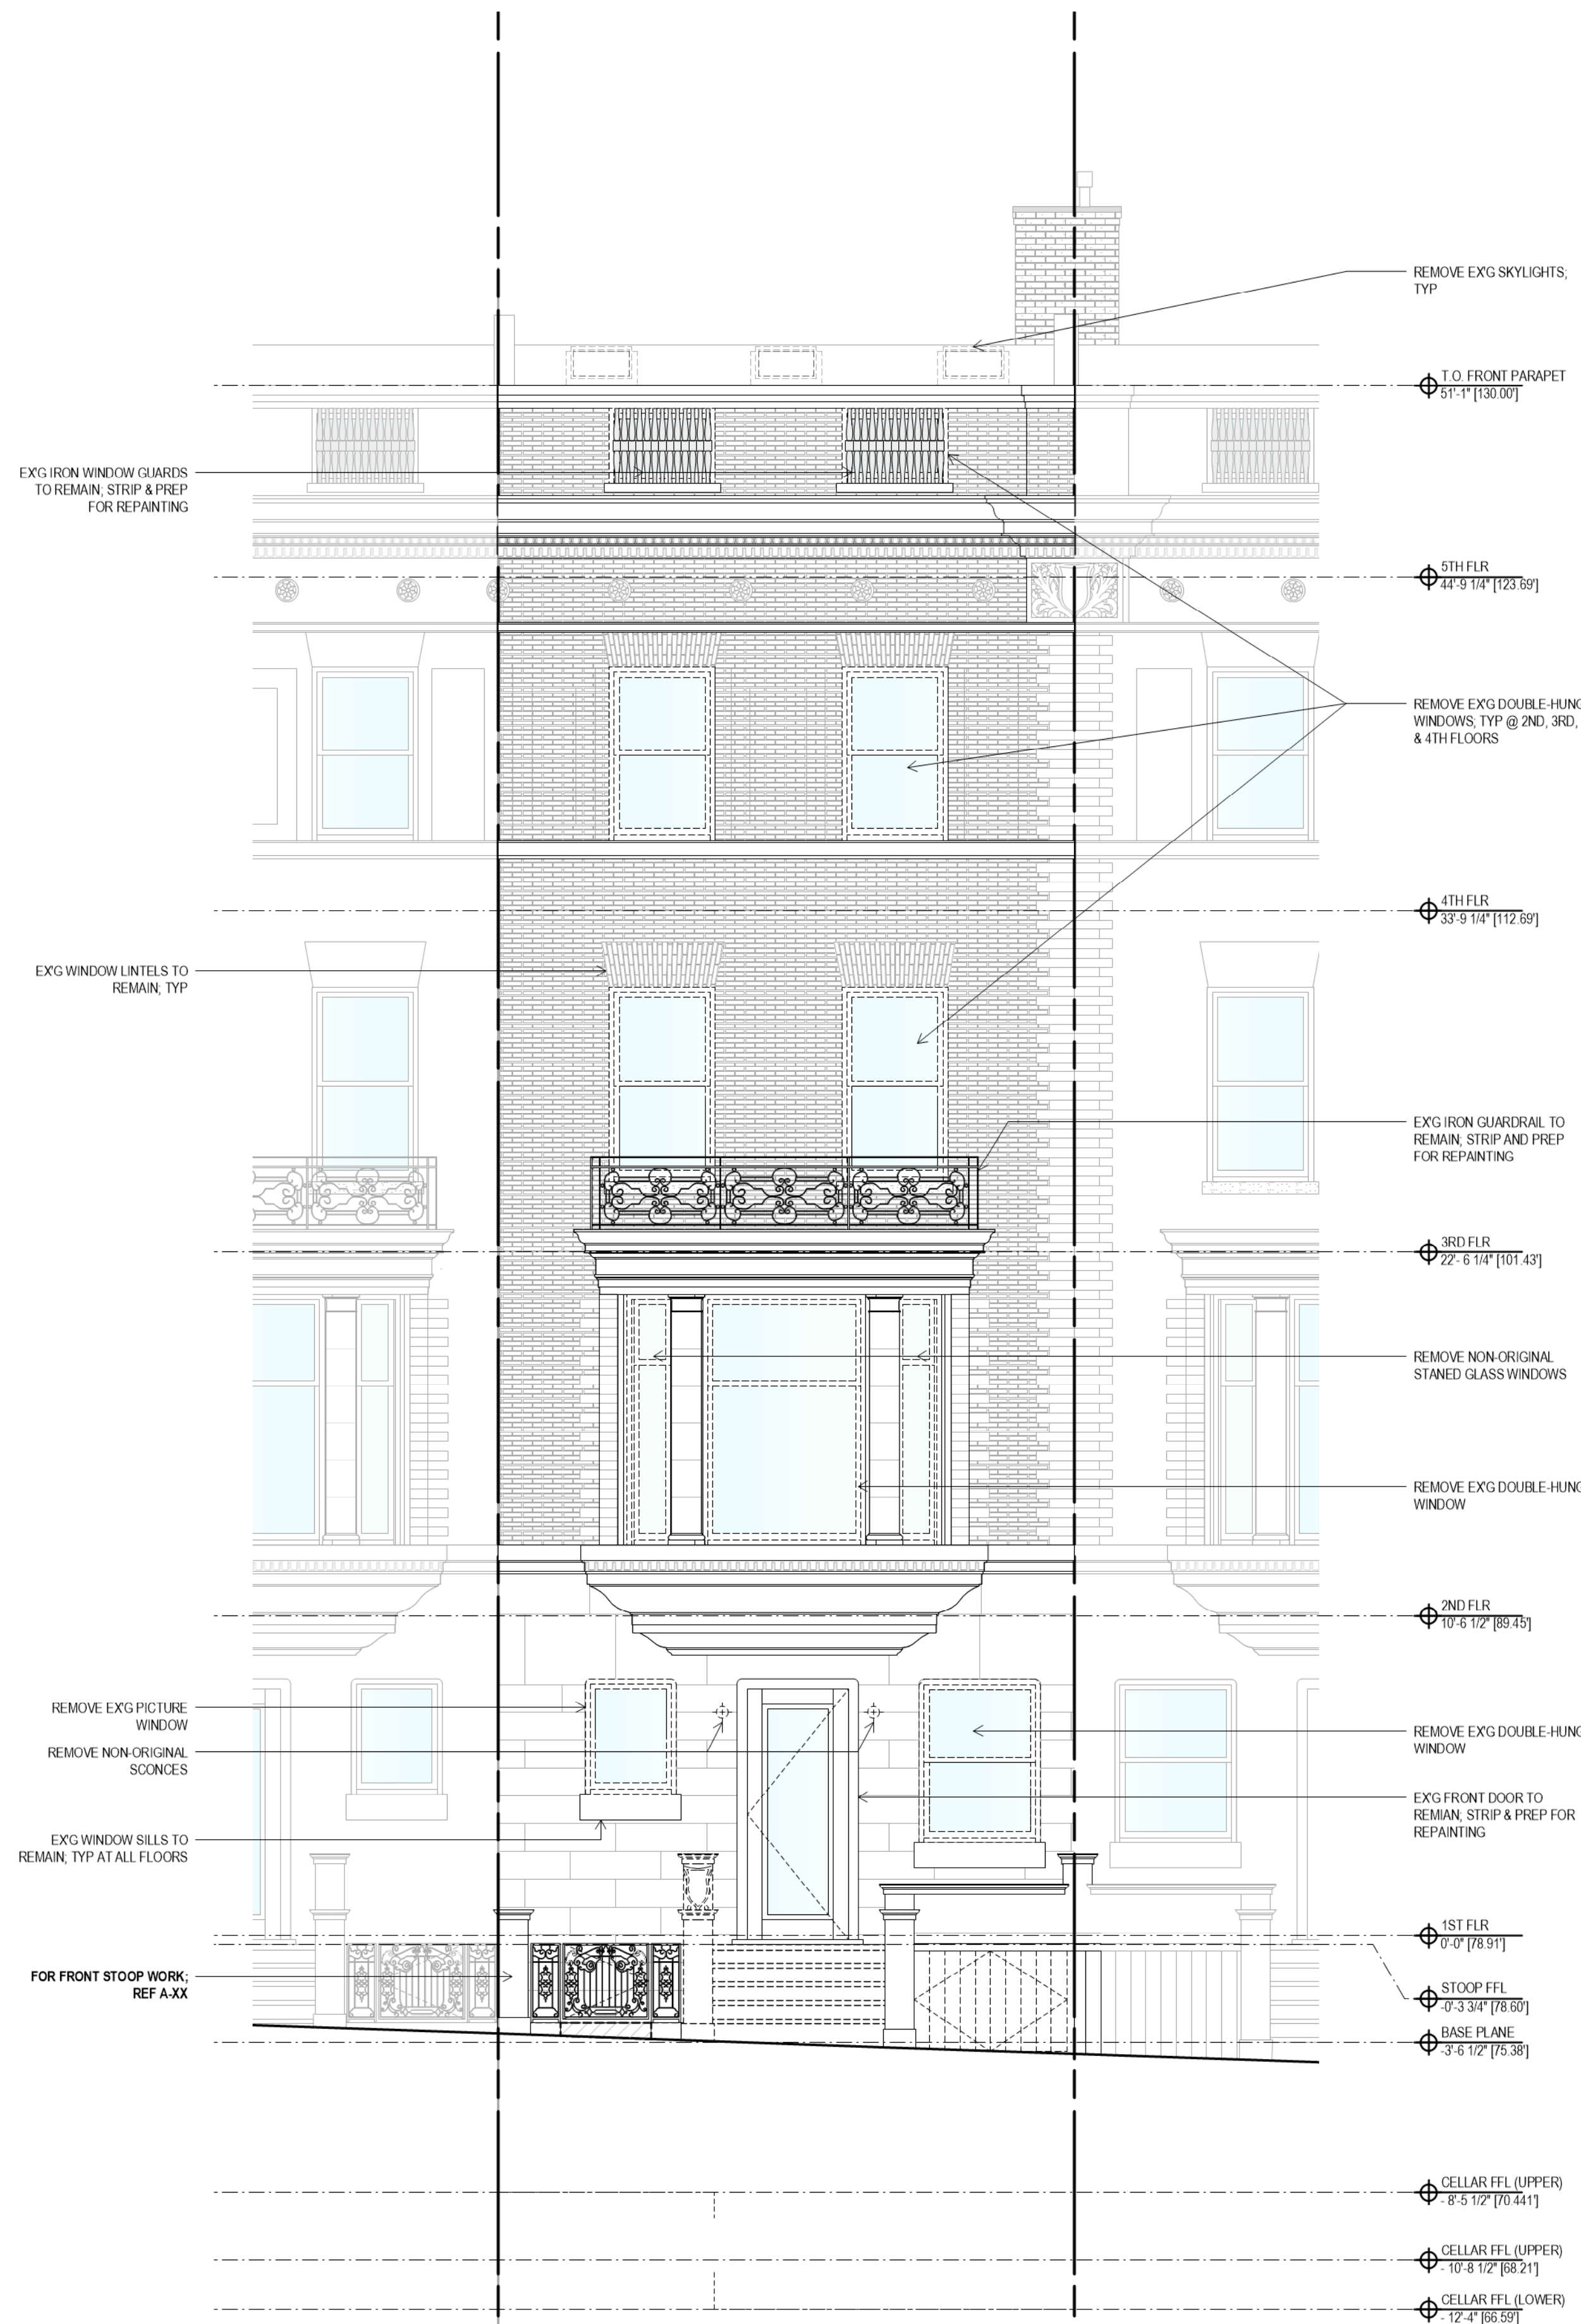 REMOVE EX'G SKYLIGHTS;
TYP
T.O. FRONT PARAPET
51'-1" [130.00']
EX'G IRON WINDOW GUARDS
TO REMAIN; STRIP & PREP
FOR REPAINTING
5TH FLR
44'-9 1/4" [123.69']
REMOVE EX'G DOUBLE-HUNG
WINDOWS; TYP @ 2ND, 3RD,
& 4TH FLOORS
4TH FLR
33'-9 1/4" [112.69']
EX'G WINDOW LINTELS TO
REMAIN; TYP
EX'G IRON GUARDRAIL TO
REMAIN; STRIP AND PREP
FOR REPAINTING
3RD FLR
22'- 6 1/4" [101.43']
REMOVE NON-ORIGINAL
STANED GLASS WINDOWS
REMOVE EX'G DOUBLE-HUNG
WINDOW
2ND FLR
10'-6 1/2" [89.45']
REMOVE EX'G PICTURE
WINDOW
REMOVE NON-ORIGINAL
SCONCES
REMOVE EX'G DOUBLE-HUNG
WINDOW
EX'G FRONT DOOR TO
REMIAN; STRIP & PREP FOR
REPAINTING
EX'G WINDOW SILLS TO
REMAIN; TYP AT ALL FLOORS
1ST FLR
0'-0" [78.91']
FOR FRONT STOOP WORK;
REF A-XX
STOOP FFL
-0'-3 3/4" [78.60']
BASE PLANE
-3'-6 1/2" [75.38']
CELLAR FFL (UPPER)
- 8'-5 1/2" [70.441']
CELLAR FFL (UPPER)
- 10'-8 1/2" [68.21']
CELLAR FFL (LOWER)
- 12'-4" [66.59']